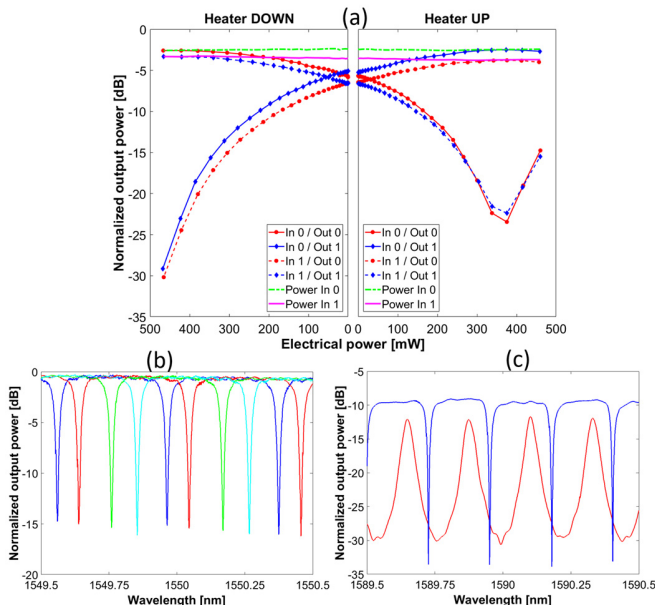 Heater DOWN
(a)
Heater UP
0
-5
-10
-15
-20
-25
-30
-35
Normalized output power [dB]
In 0 / Out 0
In 0 / Out 1
In 1 / Out 0
In 1 / Out 1
Power In 0
Power In 1
In 0 / Out 0
In 0 / Out 1
In 1 / Out 0
In 1 / Out 1
Power In 0
Power In 1
500 400 300 200 100 0
0 100 200 300 400 500
Electrical power [mW]
(b)
0
-5
-10
-15
-20
Normalized output power [dB]
1549.5 1549.75 1550 1550.25 1550.5
Wavelength [nm]
(c)
-5
-10
-15
-20
-25
-30
-35
Normalized output power [dB]
1589.5 1589.75 1590 1590.25 1590.5
Wavelength [nm]